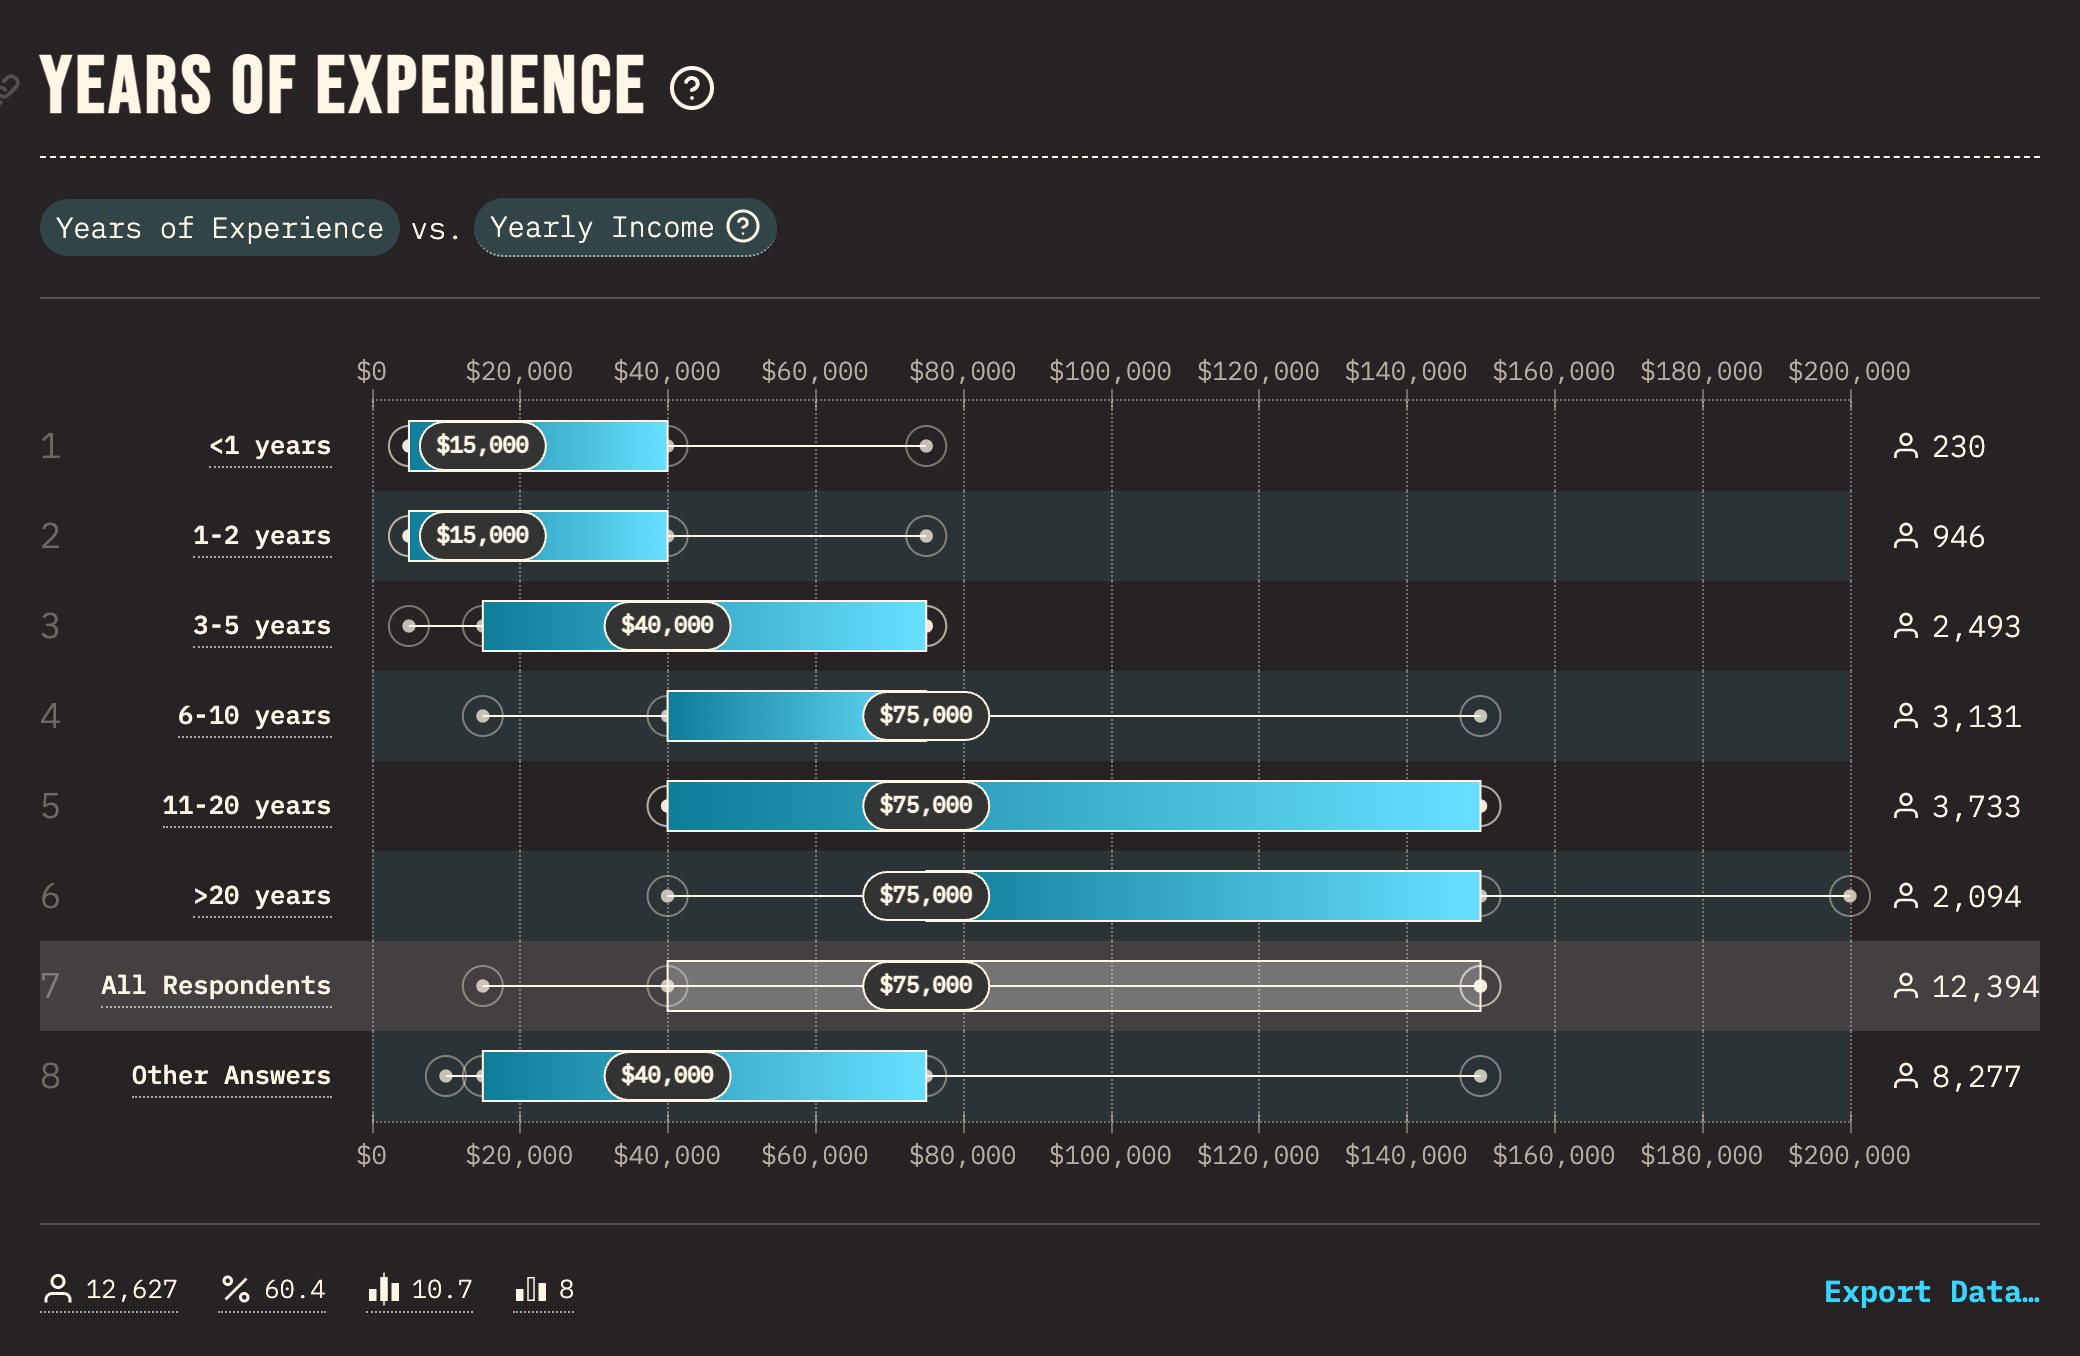 YEARS OF EXPERIENCE ?
Years of Experience vs. Yearly Income ?
$0 $20,000 $40,000 $60,000 $80,000 $100,000 $120,000 $140,000 $160,000 $180,000 $200,000
1 <1 years $15,000 230
2 1-2 years $15,000 946
3 3-5 years $40,000 2,493
4 6-10 years $75,000 3,131
5 11-20 years $75,000 3,733
6 >20 years $75,000 2,094
7 All Respondents $75,000 12,394
8 Other Answers $40,000 8,277
$0 $20,000 $40,000 $60,000 $80,000 $100,000 $120,000 $140,000 $160,000 $180,000 $200,000
12,627 % 60.4 10.7 8 Export Data…